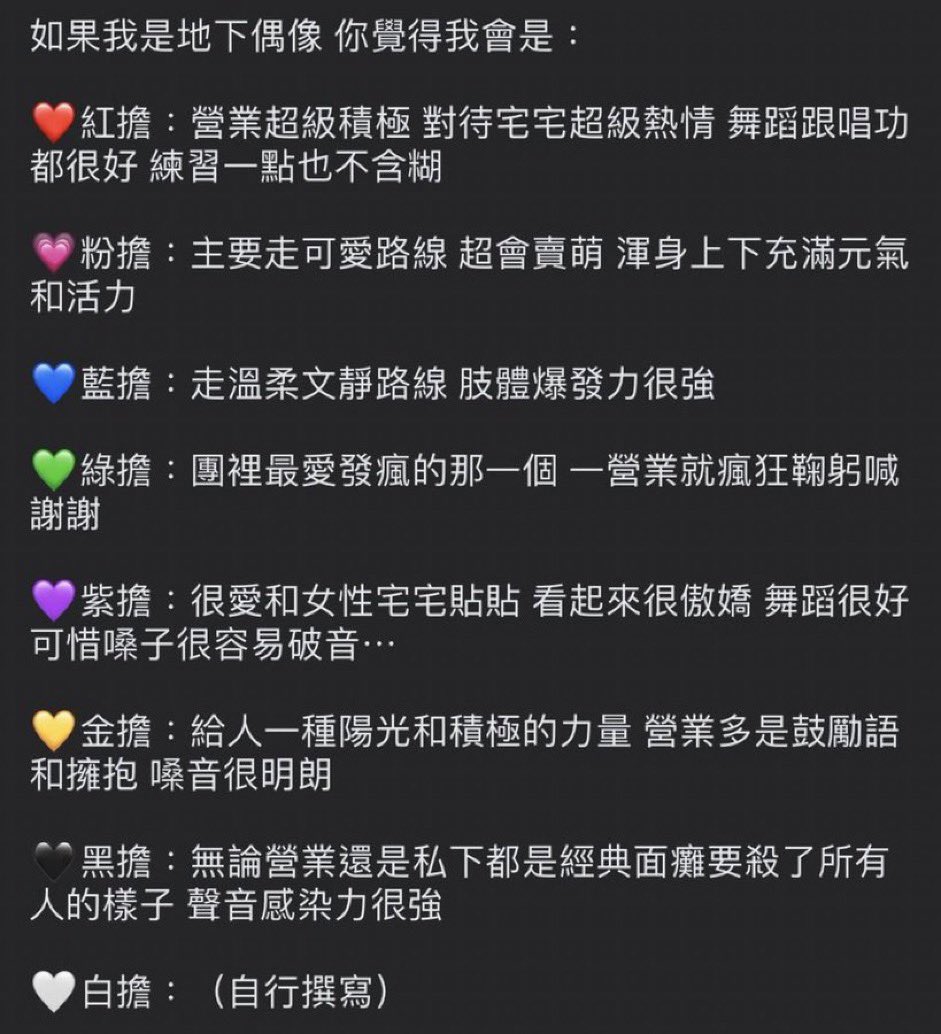 如果我是地下偶像 你覺得我會是：
❤️紅擔：營業超級積極 對待宅宅超級熱情 舞蹈跟唱功
都很好 練習一點也不含糊
💗粉擔：主要走可愛路線 超會賣萌 渾身上下充滿元氣
和活力
💙藍擔：走溫柔文靜路線 肢體爆發力很強
💚綠擔：團裡最愛發瘋的那一個 一營業就瘋狂鞠躬喊
謝謝
💜紫擔：很愛和女性宅宅貼貼 看起來很傲嬌 舞蹈很好
可惜嗓子很容易破音…
💛金擔：給人一種陽光和積極的力量 營業多是鼓勵語
和擁抱 嗓音很明朗
🖤黑擔：無論營業還是私下都是經典面癱要殺了所有
人的樣子 聲音感染力很強
🤍白擔：（自行撰寫）